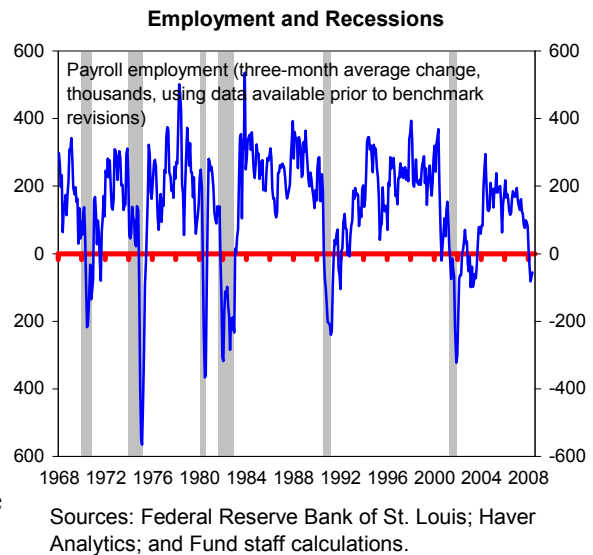 Employment and Recessions
600 600
Payroll employment (three-month average change,
thousands, using data available prior to benchmark
revisions)
400 400
200 200
0 0
200 -200
400 -400
600 -600
1968 1972 1976 1980 1984 1988 1992 1996 2000 2004 2008
Sources: Federal Reserve Bank of St. Louis; Haver
Analytics; and Fund staff calculations.